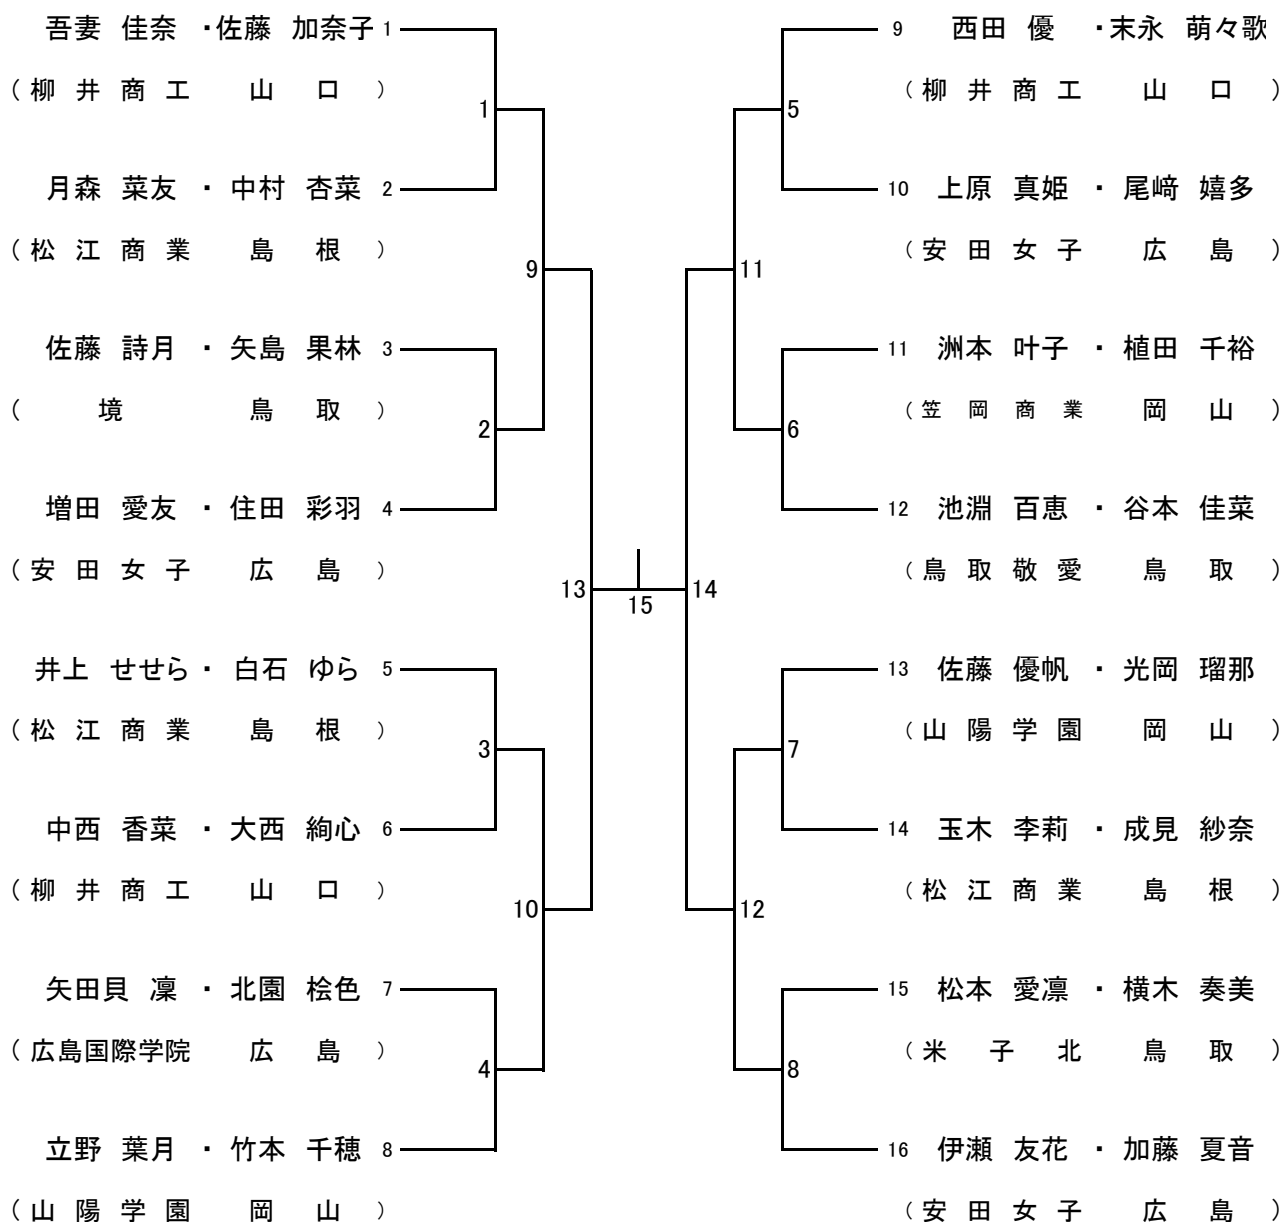 吾妻 佳奈 ・佐藤 加奈子 1
（ 柳 井 商 工 山 口 ）
1
月森 菜友 ・ 中村 杏菜 2
（ 松 江 商 業 島 根 ）
9
佐藤 詩月 ・ 矢島 果林 3
（ 境 鳥 取 ）
2
増田 愛友 ・ 住田 彩羽 4
（ 安 田 女 子 広 島 ）
13
井上 せせら ・ 白石 ゆら 5
（ 松 江 商 業 島 根 ）
3
中西 香菜 ・ 大西 絢心 6
（ 柳 井 商 工 山 口 ）
10
矢田貝 凜 ・ 北園 桧色 7
（ 広島国際学院 広 島 ）
4
立野 葉月 ・ 竹本 千穂 8
（ 山 陽 学 園 岡 山 ）
15
9 西田 優 ・末永 萌々歌
（ 柳 井 商 工 山 口 ）
5
10 上原 真姫 ・ 尾﨑 嬉多
（ 安 田 女 子 広 島 ）
11
11 洲本 叶子 ・ 植田 千裕
（ 笠 岡 商 業 岡 山 ）
6
12 池淵 百恵 ・ 谷本 佳菜
（ 鳥 取 敬 愛 鳥 取 ）
14
13 佐藤 優帆 ・ 光岡 瑠那
（ 山 陽 学 園 岡 山 ）
7
14 玉木 李莉 ・ 成見 紗奈
（ 松 江 商 業 島 根 ）
12
15 松本 愛凛 ・ 横木 奏美
（ 米 子 北 鳥 取 ）
8
16 伊瀬 友花 ・ 加藤 夏音
（ 安 田 女 子 広 島 ）